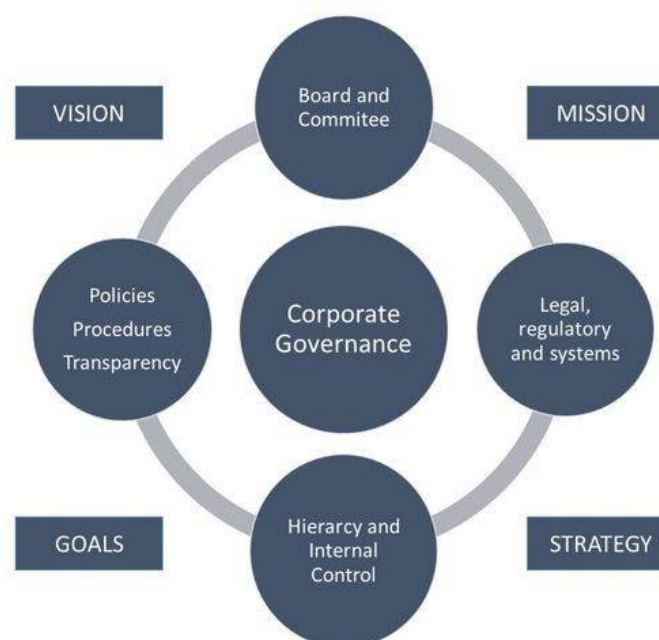 Board and
Commitee
VISION
MISSION
Policies
Procedures
Transparency
Corporate
Governance
Legal,
regulatory
and systems
GOALS
Hierarcy and
Internal
Control
STRATEGY